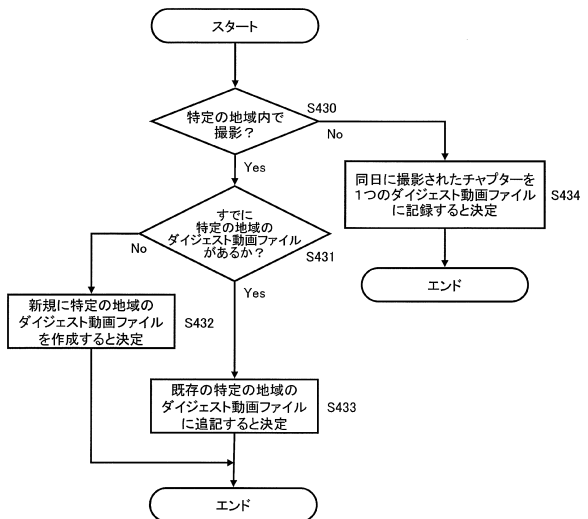 スタート
特定の地域内で
撮影？
S430
No
Yes
同日に撮影されたチャプターを
１つのダイジェスト動画ファイル
に記録すると決定
S434
エンド
すでに
特定の地域の
ダイジェスト動画ファイル
があるか？
S431
No
Yes
新規に特定の地域の
ダイジェスト動画ファイル
を作成すると決定
S432
既存の特定の地域の
ダイジェスト動画ファイル
に追記すると決定
S433
エンド